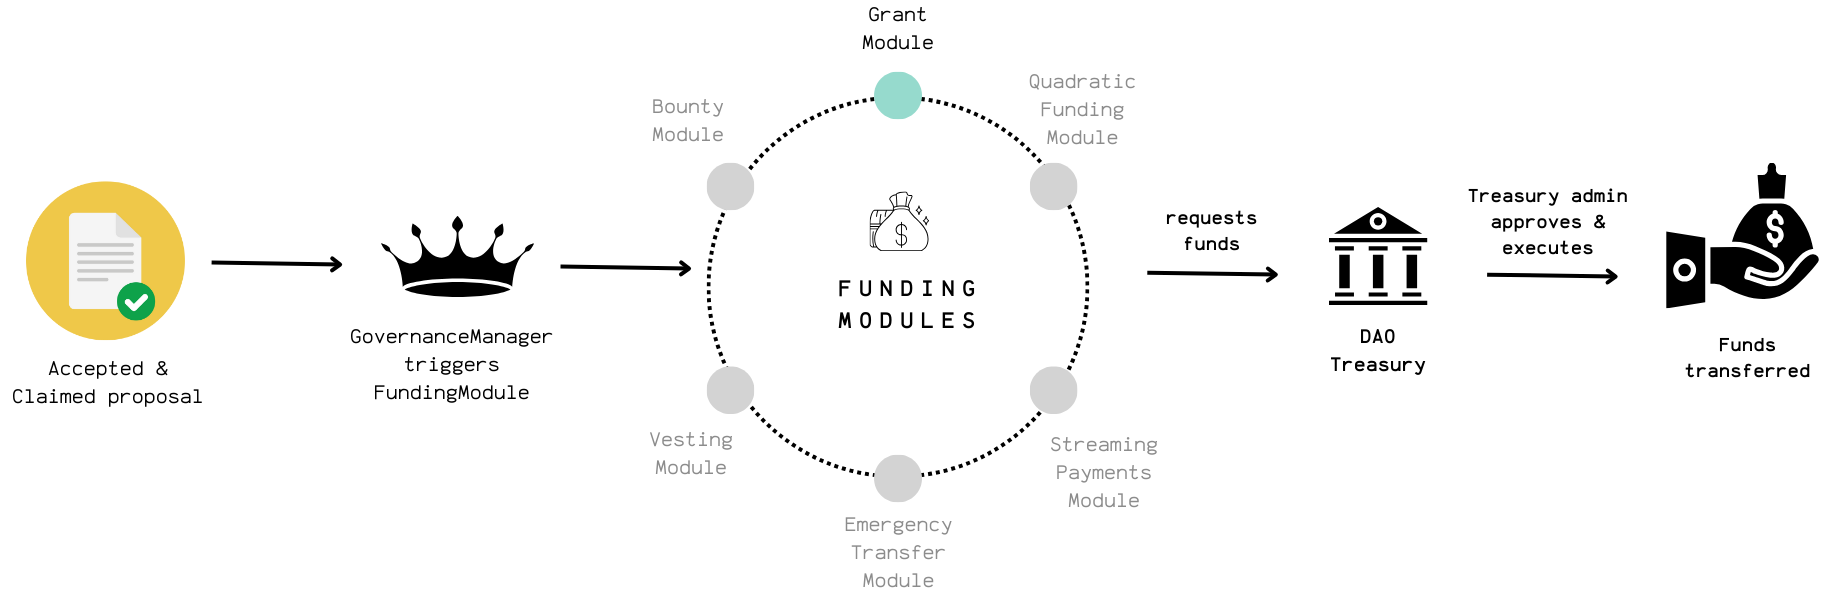 Accepted &
Claimed proposal
GovernanceManager
triggers
FundingModule
Grant
Module
Bounty
Module
Quadratic
Funding
Module
$
FUNDING
MODULES
Vesting
Module
Streaming
Payments
Module
Emergency
Transfer
Module
requests
funds
DAO
Treasury
Treasury admin
approves &
executes
$
Funds
transferred